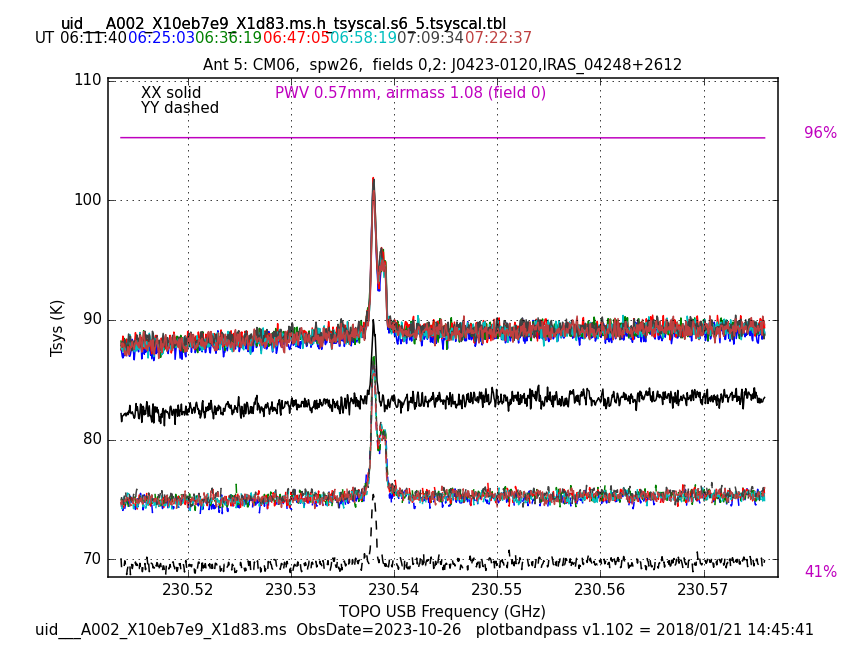 uid___A002_X10eb7e9_X1d83.ms.h_tsyscal.s6_5.tsyscal.tbl
UT 06:11:40 06:25:03 06:36:19 06:47:05 06:58:19 07:09:34 07:22:37
Ant 5: CM06, spw26, fields 0,2: J0423-0120,IRAS_04248+2612
XX solid
YY dashed
PWV 0.57mm, airmass 1.08 (field 0)
96%
41%
110
100
90
80
70
Tsys (K)
230.52 230.53 230.54 230.55 230.56 230.57
TOPO USB Frequency (GHz)
uid___A002_X10eb7e9_X1d83.ms ObsDate=2023-10-26 plotbandpass v1.102 = 2018/01/21 14:45:41